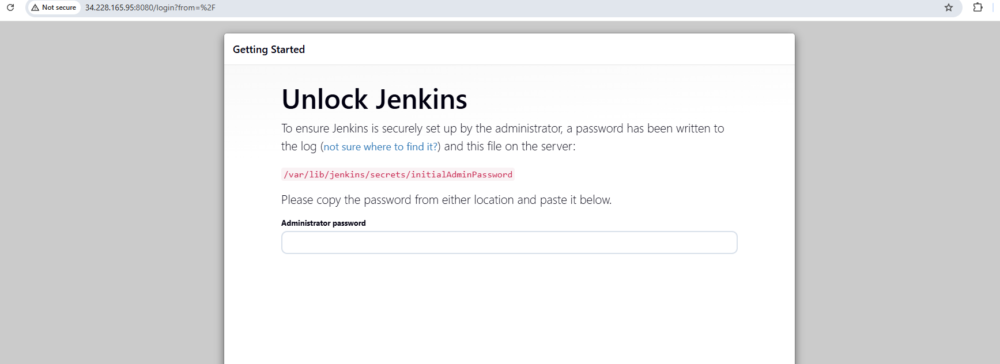 Not secure 34.228.165.95:8080/login?from=%2F
Getting Started
Unlock Jenkins
To ensure Jenkins is securely set up by the administrator, a password has been written to
the log (not sure where to find it?) and this file on the server:
/var/lib/jenkins/secrets/initialAdminPassword
Please copy the password from either location and paste it below.
Administrator password